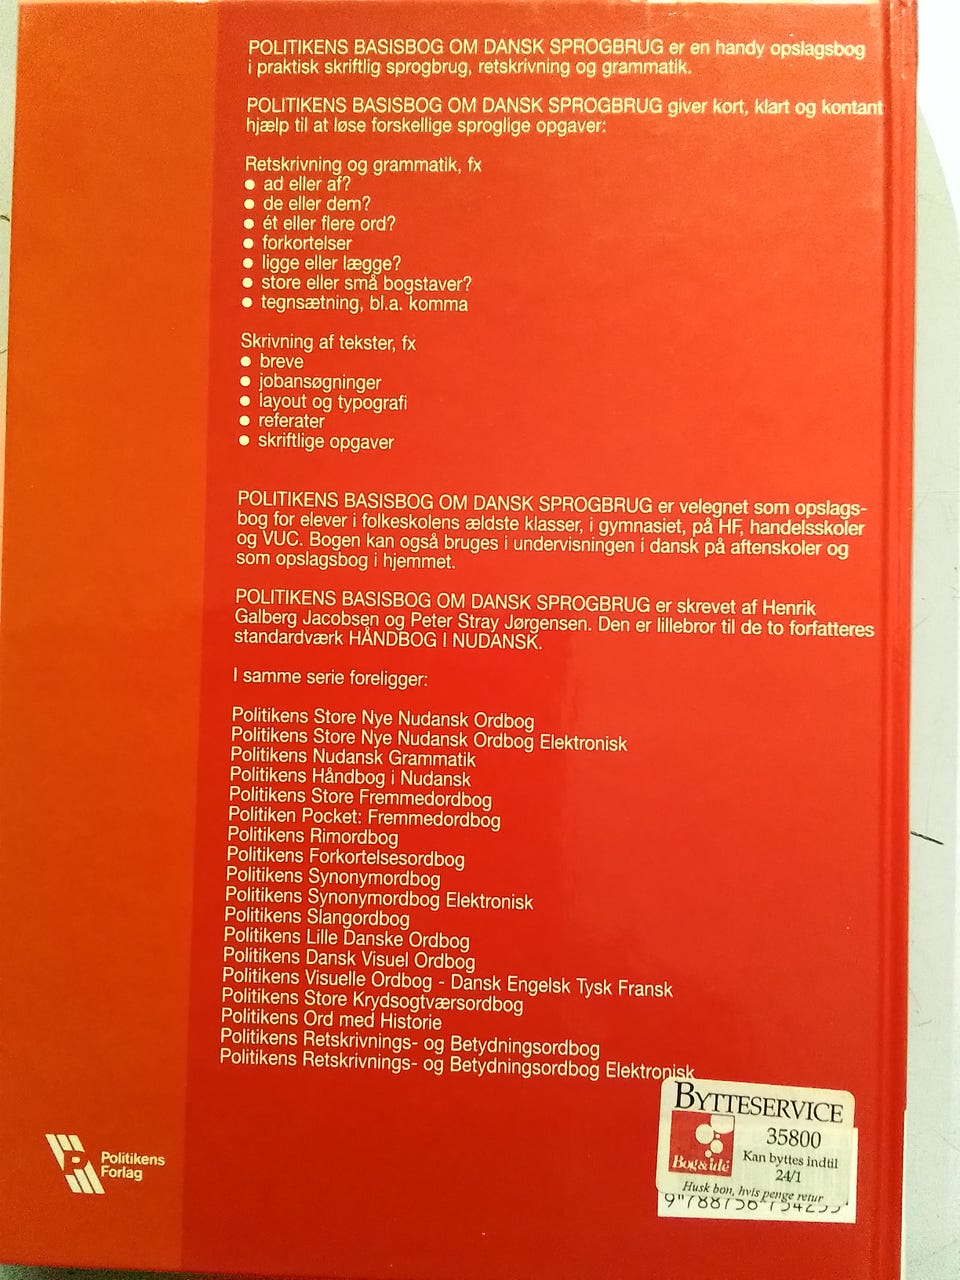 POLITIKENS BASISBOG OM DANSK SPROGBRUG er en handy opslagsbog
i praktisk skriftlig sprogbrug, retskrivning og grammatik.
POLITIKENS BASISBOG OM DANSK SPROGBRUG giver kort, klart og kontant
hjælp til at løse forskellige sproglige opgaver:
Retskrivning og grammatik, fx
● ad eller af?
● de eller dem?
● ét eller flere ord?
● forkortelser
● ligge eller lægge?
● store eller små bogstaver?
● tegnsætning, bl.a. komma
Skrivning af tekster, fx
● breve
● jobansøgninger
● layout og typografi
● referater
● skriftlige opgaver
POLITIKENS BASISBOG OM DANSK SPROGBRUG er velegnet som opslags-
bog for elever i folkeskolens ældste klasser, i gymnasiet, på HF, handelsskoler
og VUC. Bogen kan også bruges i undervisningen i dansk på aftenskoler og
som opslagsbog i hjemmet.
POLITIKENS BASISBOG OM DANSK SPROGBRUG er skrevet af Henrik
Galberg Jacobsen og Peter Stray Jørgensen. Den er lillebror til de to forfatteres
standardværk HÅNDBOG I NUDANSK.
I samme serie foreligger:
Politikens Store Nye Nudansk Ordbog
Politikens Store Nye Nudansk Ordbog Elektronisk
Politikens Nudansk Grammatik
Politikens Håndbog i Nudansk
Politikens Store Fremmedordbog
Politiken Pocket: Fremmedordbog
Politikens Rimordbog
Politikens Forkortelsesordbog
Politikens Synonymordbog
Politikens Synonymordbog Elektronisk
Politikens Slangordbog
Politikens Lille Danske Ordbog
Politikens Dansk Visuel Ordbog
Politikens Visuelle Ordbog - Dansk Engelsk Tysk Fransk
Politikens Store Krydsogtværsordbog
Politikens Ord med Historie
Politikens Retskrivnings- og Betydningsordbog
Politikens Retskrivnings- og Betydningsordbog Elektronisk
BYTTESERVICE
35800
Bog & idé
Kan byttes indtil
24/1
Husk bon, hvis penge retur
P
Politikens
Forlag